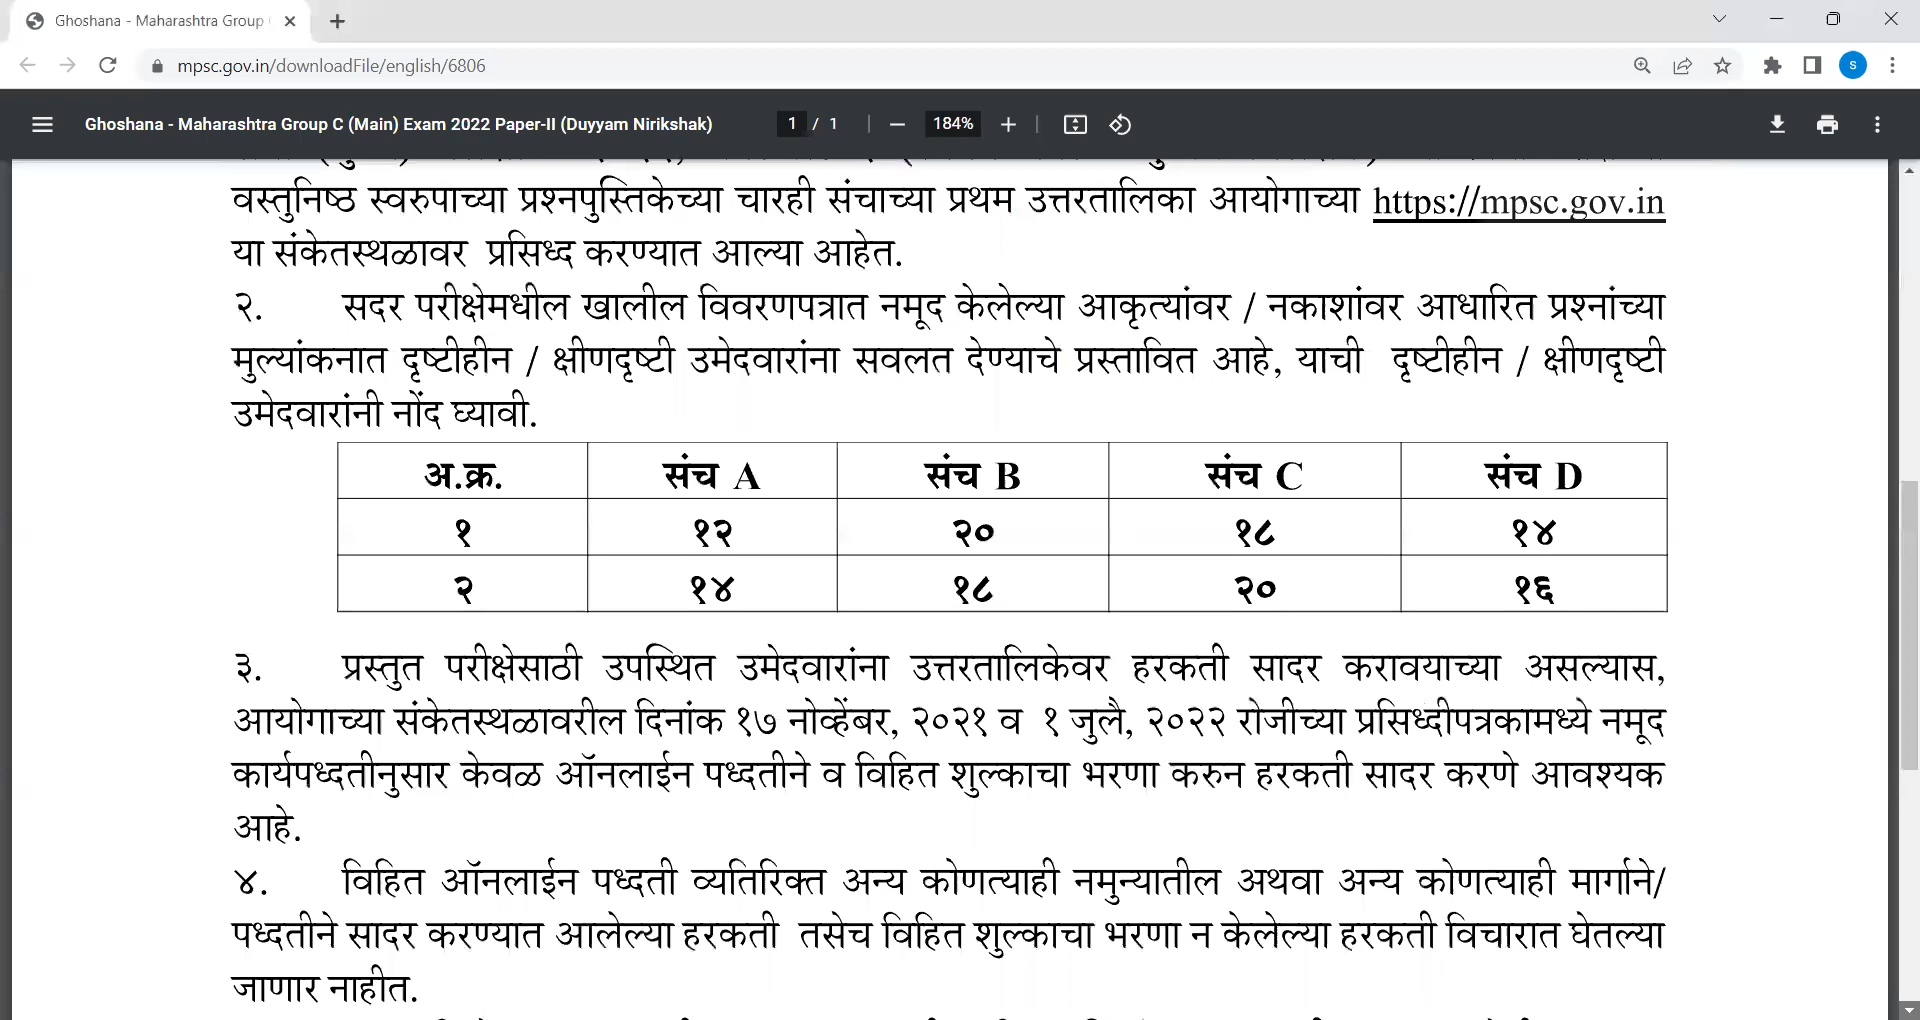 Ghoshana - Maharashtra Group
mpsc.gov.in/downloadFile/english/6806
s
Ghoshana - Maharashtra Group C (Main) Exam 2022 Paper-II (Duyyam Nirikshak)
1 / 1
184%
वस्तुनिष्ठ स्वरुपाच्या प्रश्नपुस्तिकेच्या चारही संचाच्या प्रथम उत्तरतालिका आयोगाच्या https://mpsc.gov.in
या संकेतस्थळावर प्रसिध्द करण्यात आल्या आहेत.
२. सदर परीक्षेमधील खालील विवरणपत्रात नमूद केलेल्या आकृत्यांवर / नकाशांवर आधारित प्रश्नांच्या
मुल्यांकनात दृष्टीहीन / क्षीणदृष्टी उमेदवारांना सवलत देण्याचे प्रस्तावित आहे, याची दृष्टीहीन / क्षीणदृष्टी
उमेदवारांनी नोंद घ्यावी.
अ.क्र. संच A संच B संच C संच D
१ १२ २० १८ १४
२ १४ १८ २० १६
३. प्रस्तुत परीक्षेसाठी उपस्थित उमेदवारांना उत्तरतालिकेवर हरकती सादर करावयाच्या असल्यास,
आयोगाच्या संकेतस्थळावरील दिनांक १७ नोव्हेंबर, २०२१ व १ जुलै, २०२२ रोजीच्या प्रसिध्दीपत्रकामध्ये नमूद
कार्यपध्दतीनुसार केवळ ऑनलाईन पध्दतीने व विहित शुल्काचा भरणा करुन हरकती सादर करणे आवश्यक
आहे.
४. विहित ऑनलाईन पध्दती व्यतिरिक्त अन्य कोणत्याही नमुन्यातील अथवा अन्य कोणत्याही मार्गाने/
पध्दतीने सादर करण्यात आलेल्या हरकती तसेच विहित शुल्काचा भरणा न केलेल्या हरकती विचारात घेतल्या
जाणार नाहीत.